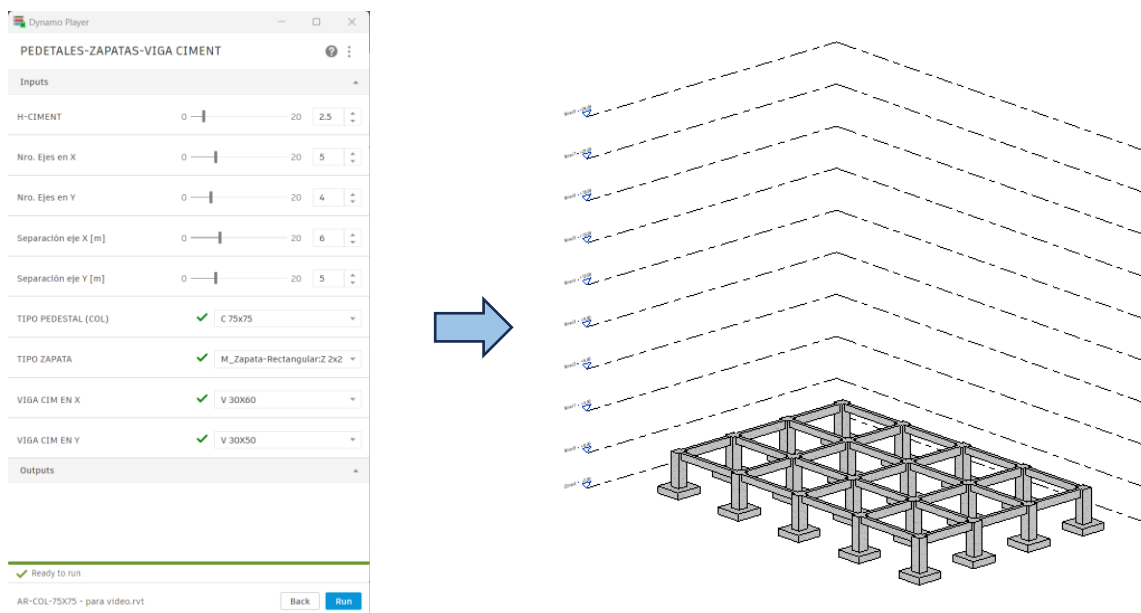 Dynamo Player
PEDETALES-ZAPATAS-VIGA CIMENT
Inputs
H-CIMENT 0 20 2.5
Nro. Ejes en X 0 20 5
Nro. Ejes en Y 0 20 4
Separación eje X [m] 0 20 6
Separación eje Y [m] 0 20 5
TIPO PEDESTAL (COL) C 75x75
TIPO ZAPATA M_Zapata-Rectangular:Z 2x2
VIGA CIM EN X V 30X60
VIGA CIM EN Y V 30X50
Outputs
Ready to run
AR-COL-75X75 - para video.rvt Back Run